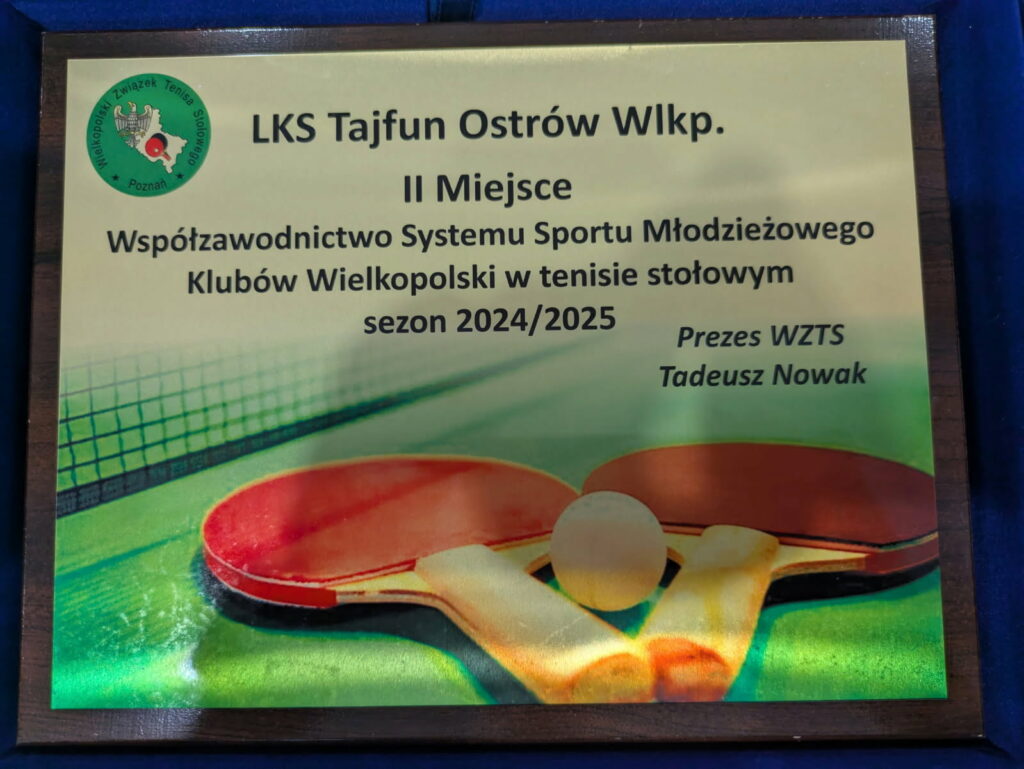 Wielkopolski Związek Tenisa Stołowego
★ Poznań ★
LKS Tajfun Ostrów Wlkp.
II Miejsce
Współzawodnictwo Systemu Sportu Młodzieżowego
Klubów Wielkopolski w tenisie stołowym
sezon 2024/2025
Prezes WZTS
Tadeusz Nowak